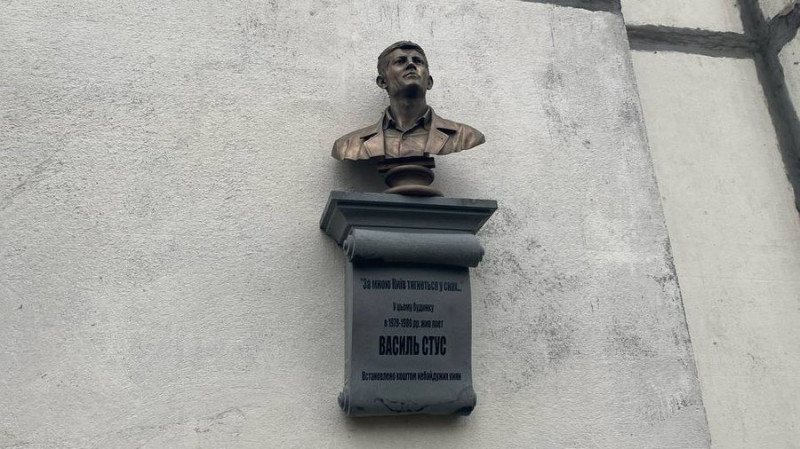 "За мною Київ тягнеться у снах..."
У цьому будинку
в 1979-1980 рр. жив поет
ВАСИЛЬ СТУС
Встановлено коштом небайдужих киян